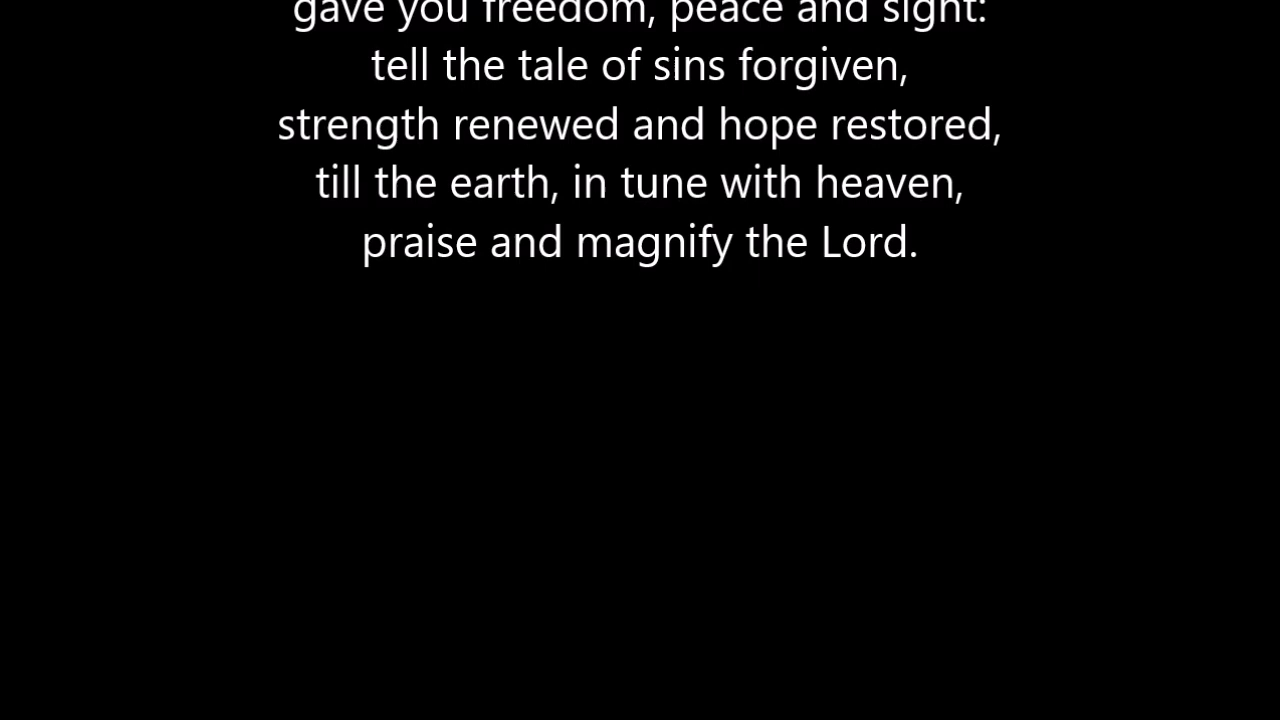 gave you freedom, peace and sight:
tell the tale of sins forgiven,
strength renewed and hope restored,
till the earth, in tune with heaven,
praise and magnify the Lord.